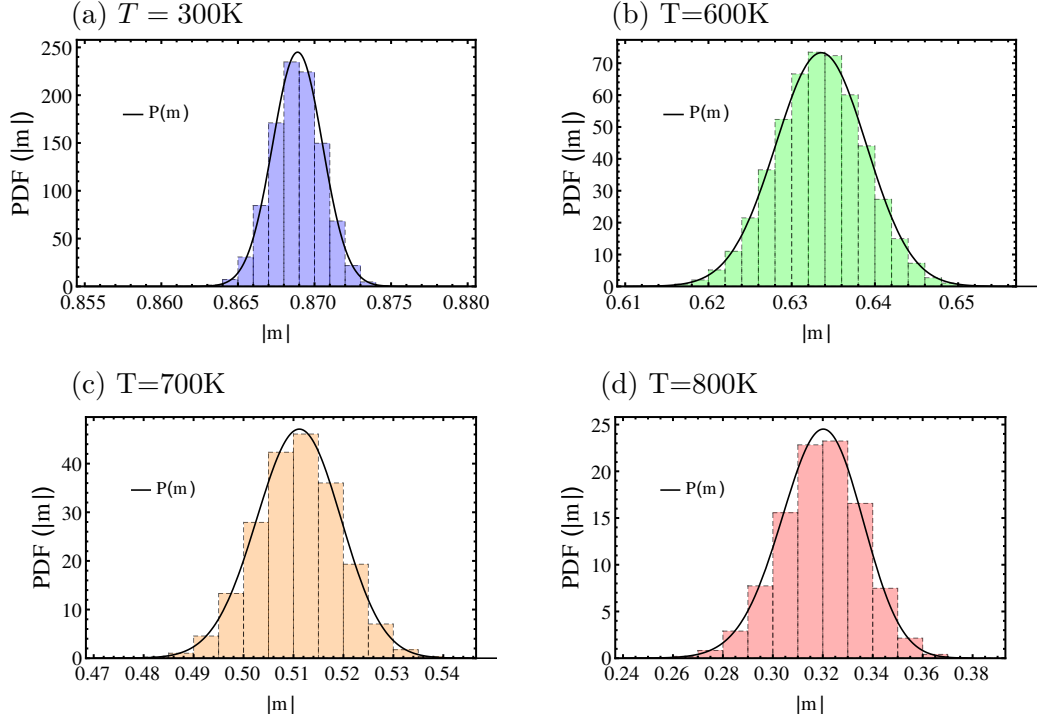 (a) T = 300K
PDF (|m|)
250
200
150
100
50
0
P(m)
0.855 0.860 0.865 0.870 0.875 0.880
|m|
(b) T=600K
PDF (|m|)
70
60
50
40
30
20
10
0
P(m)
0.61 0.62 0.63 0.64 0.65
|m|
(c) T=700K
PDF (|m|)
40
30
20
10
0
P(m)
0.47 0.49 0.50 0.51 0.52 0.53 0.54
|m|
(d) T=800K
PDF (|m|)
25
20
15
10
5
0
P(m)
0.24 0.26 0.28 0.30 0.32 0.34 0.36 0.38
|m|